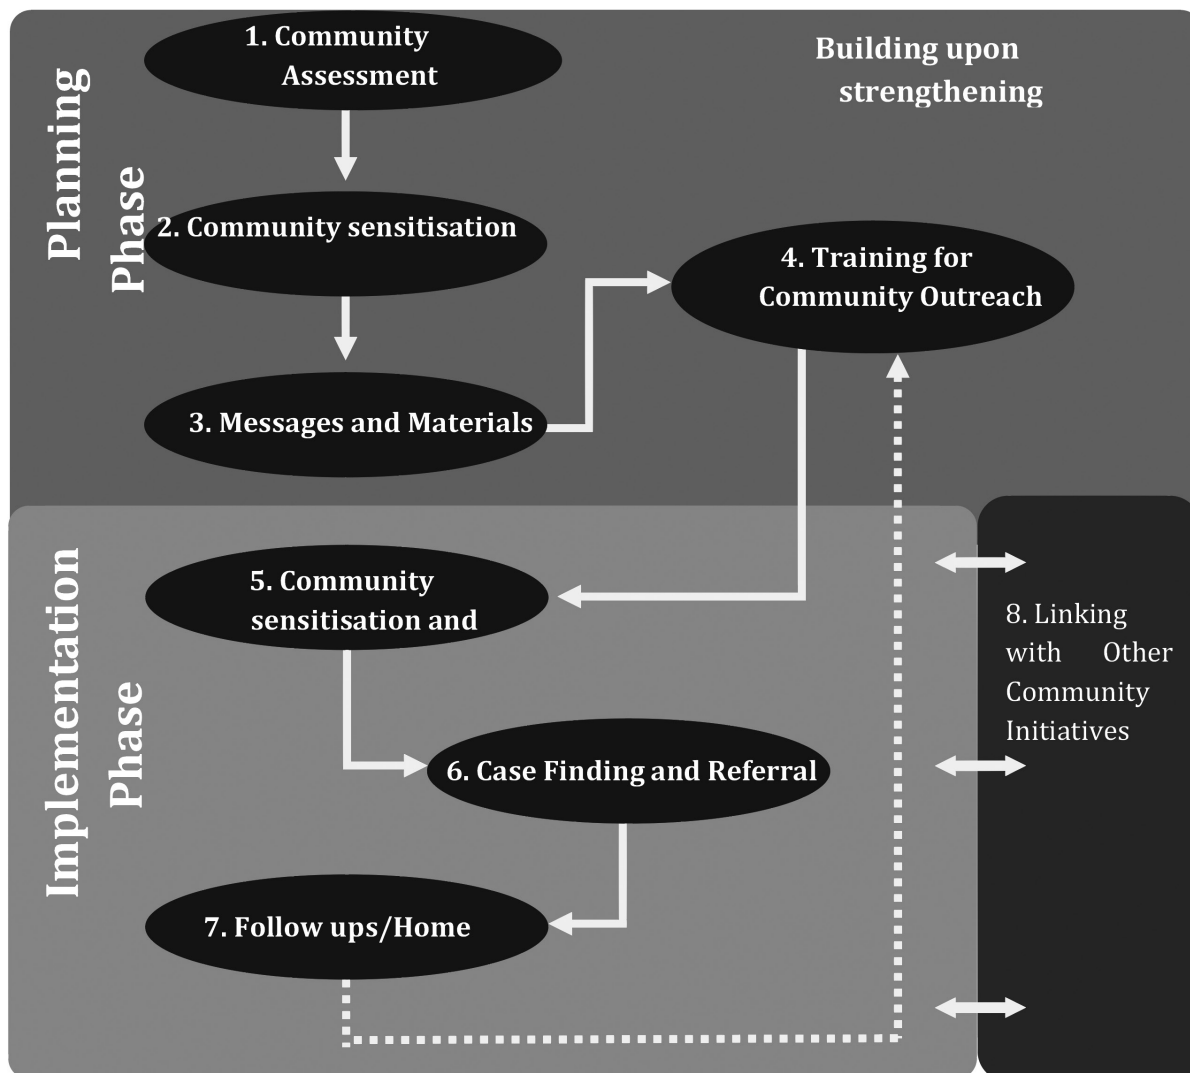 Planning
Phase
1. Community
Assessment
Building upon
strengthening
2. Community sensitisation
4. Training for
Community Outreach
3. Messages and Materials
Implementation
Phase
5. Community
sensitisation and
6. Case Finding and Referral
7. Follow ups/Home
8. Linking
with Other
Community
Initiatives